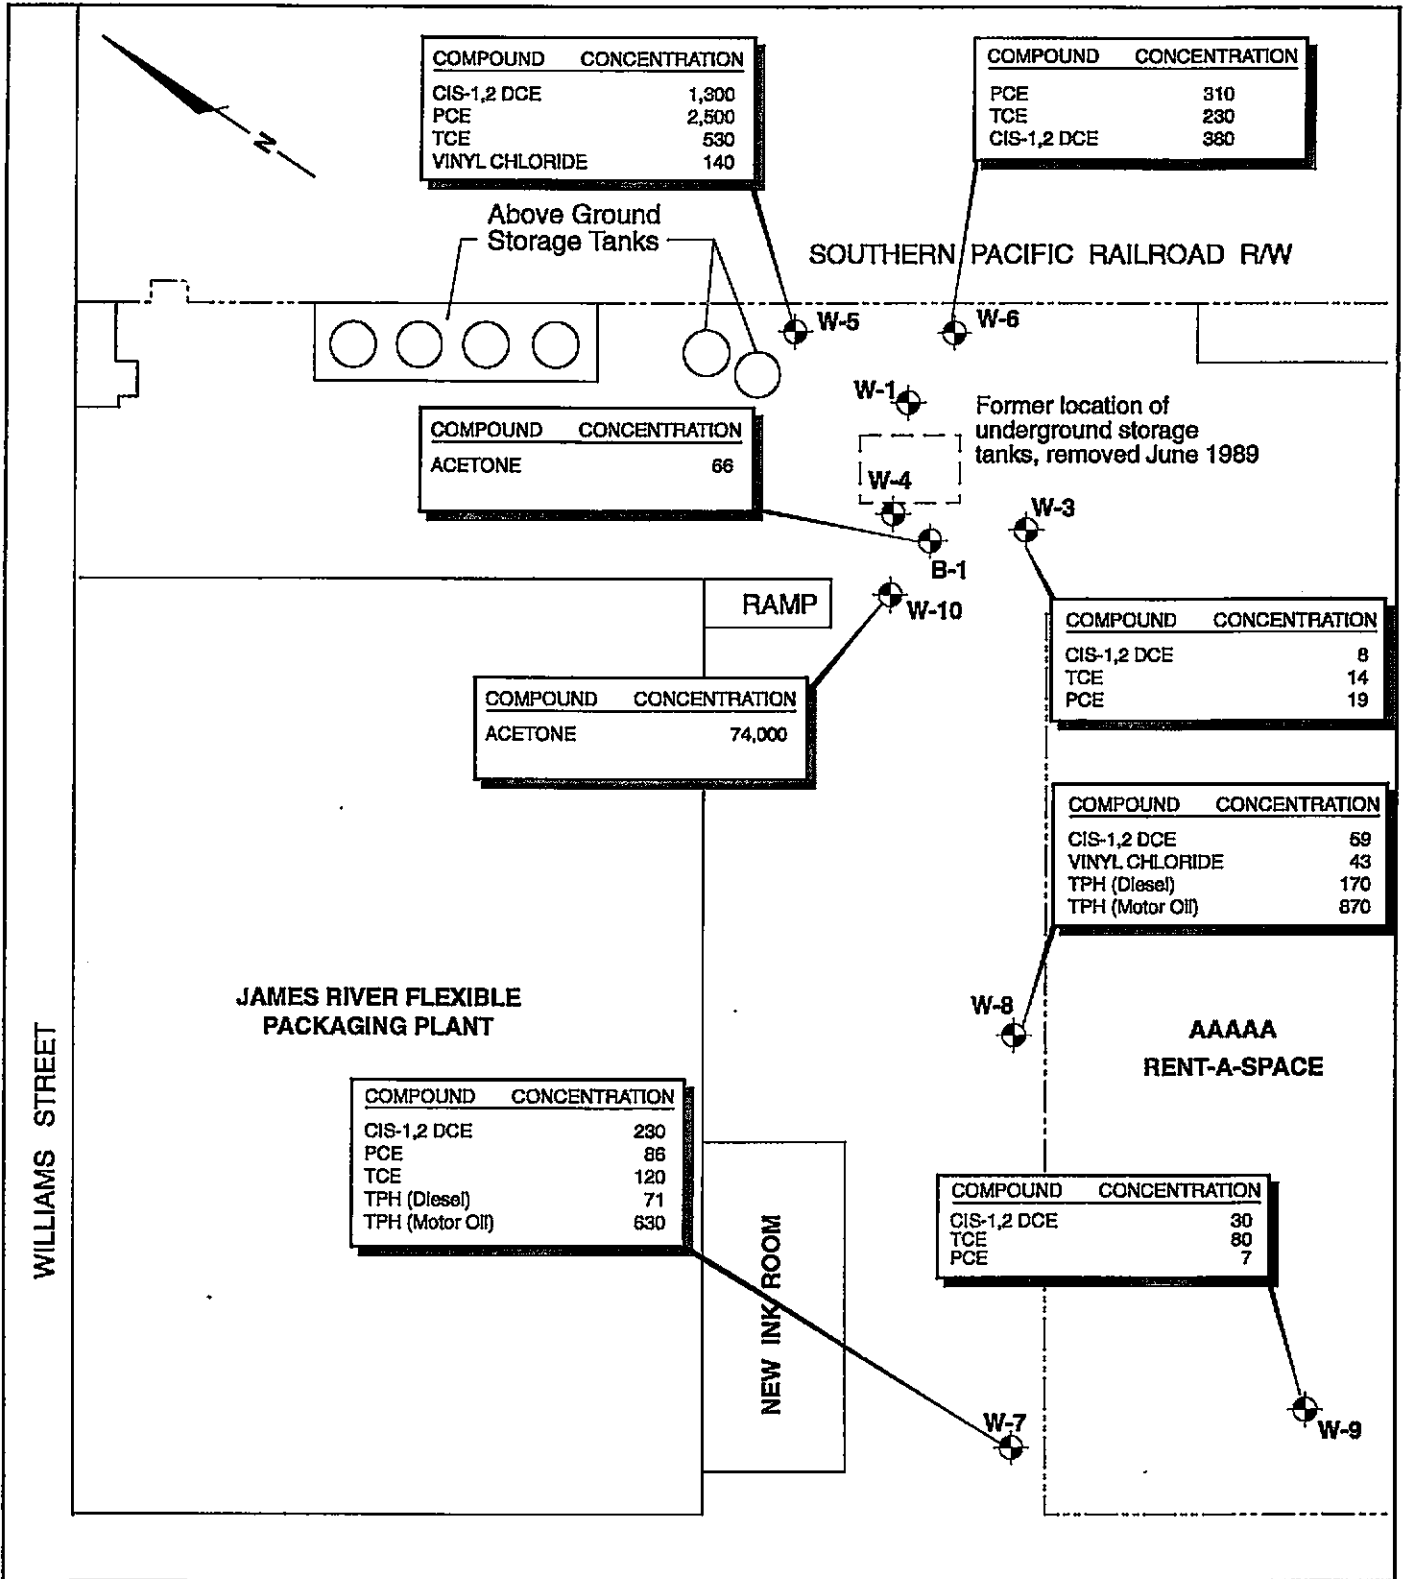 COMPOUND CONCENTRATION
CIS-1,2 DCE 1,300
PCE 2,500
TCE 530
VINYL CHLORIDE 140
COMPOUND CONCENTRATION
PCE 310
TCE 230
CIS-1,2 DCE 380
N
Above Ground
Storage Tanks
SOUTHERN PACIFIC RAILROAD R/W
W-5
W-6
W-1
Former location of
underground storage
tanks, removed June 1989
COMPOUND CONCENTRATION
ACETONE 66
W-4
W-3
B-1
RAMP
W-10
COMPOUND CONCENTRATION
CIS-1,2 DCE 8
TCE 14
PCE 19
COMPOUND CONCENTRATION
ACETONE 74,000
COMPOUND CONCENTRATION
CIS-1,2 DCE 59
VINYL CHLORIDE 43
TPH (Diesel) 170
TPH (Motor Oil) 870
JAMES RIVER FLEXIBLE
PACKAGING PLANT
W-8
AAAAA
RENT-A-SPACE
WILLIAMS STREET
COMPOUND CONCENTRATION
CIS-1,2 DCE 230
PCE 86
TCE 120
TPH (Diesel) 71
TPH (Motor Oil) 630
NEW INK ROOM
COMPOUND CONCENTRATION
CIS-1,2 DCE 30
TCE 80
PCE 7
W-7
W-9